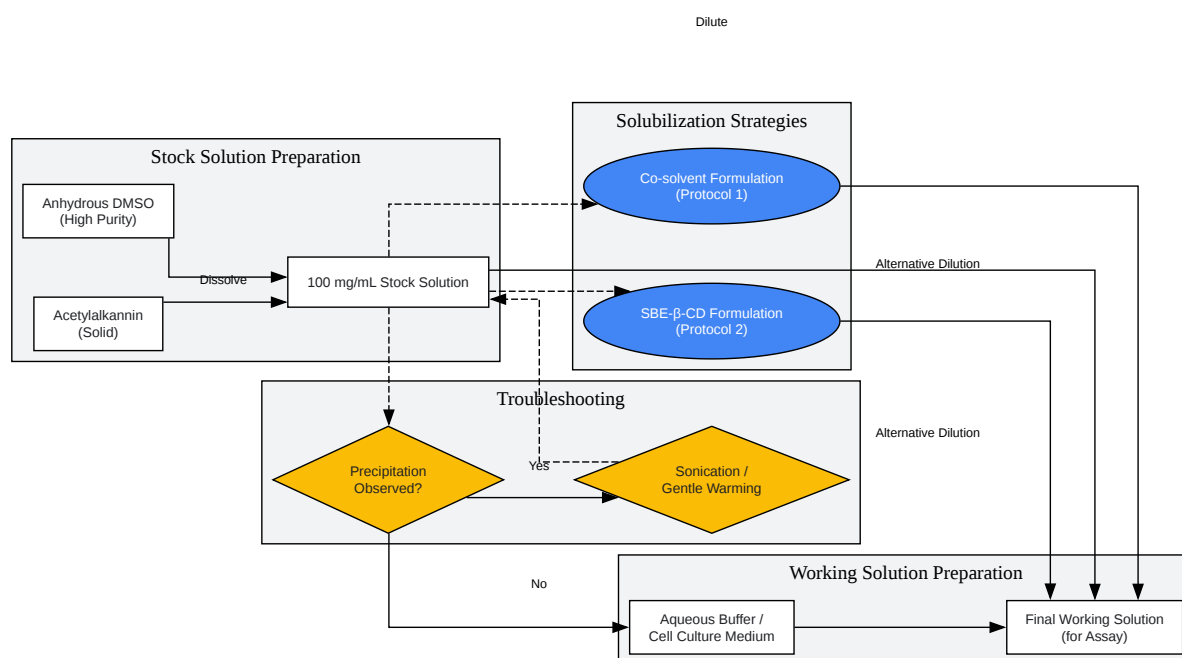 Dilute
Solubilization Strategies
Co-solvent Formulation
(Protocol 1)
SBE-β-CD Formulation
(Protocol 2)
Stock Solution Preparation
Anhydrous DMSO
(High Purity)
Dissolve
100 mg/mL Stock Solution
Acetylalkannin
(Solid)
Alternative Dilution
Troubleshooting
Precipitation
Observed?
Yes
Sonication /
Gentle Warming
Alternative Dilution
No
Working Solution Preparation
Aqueous Buffer /
Cell Culture Medium
Final Working Solution
(for Assay)